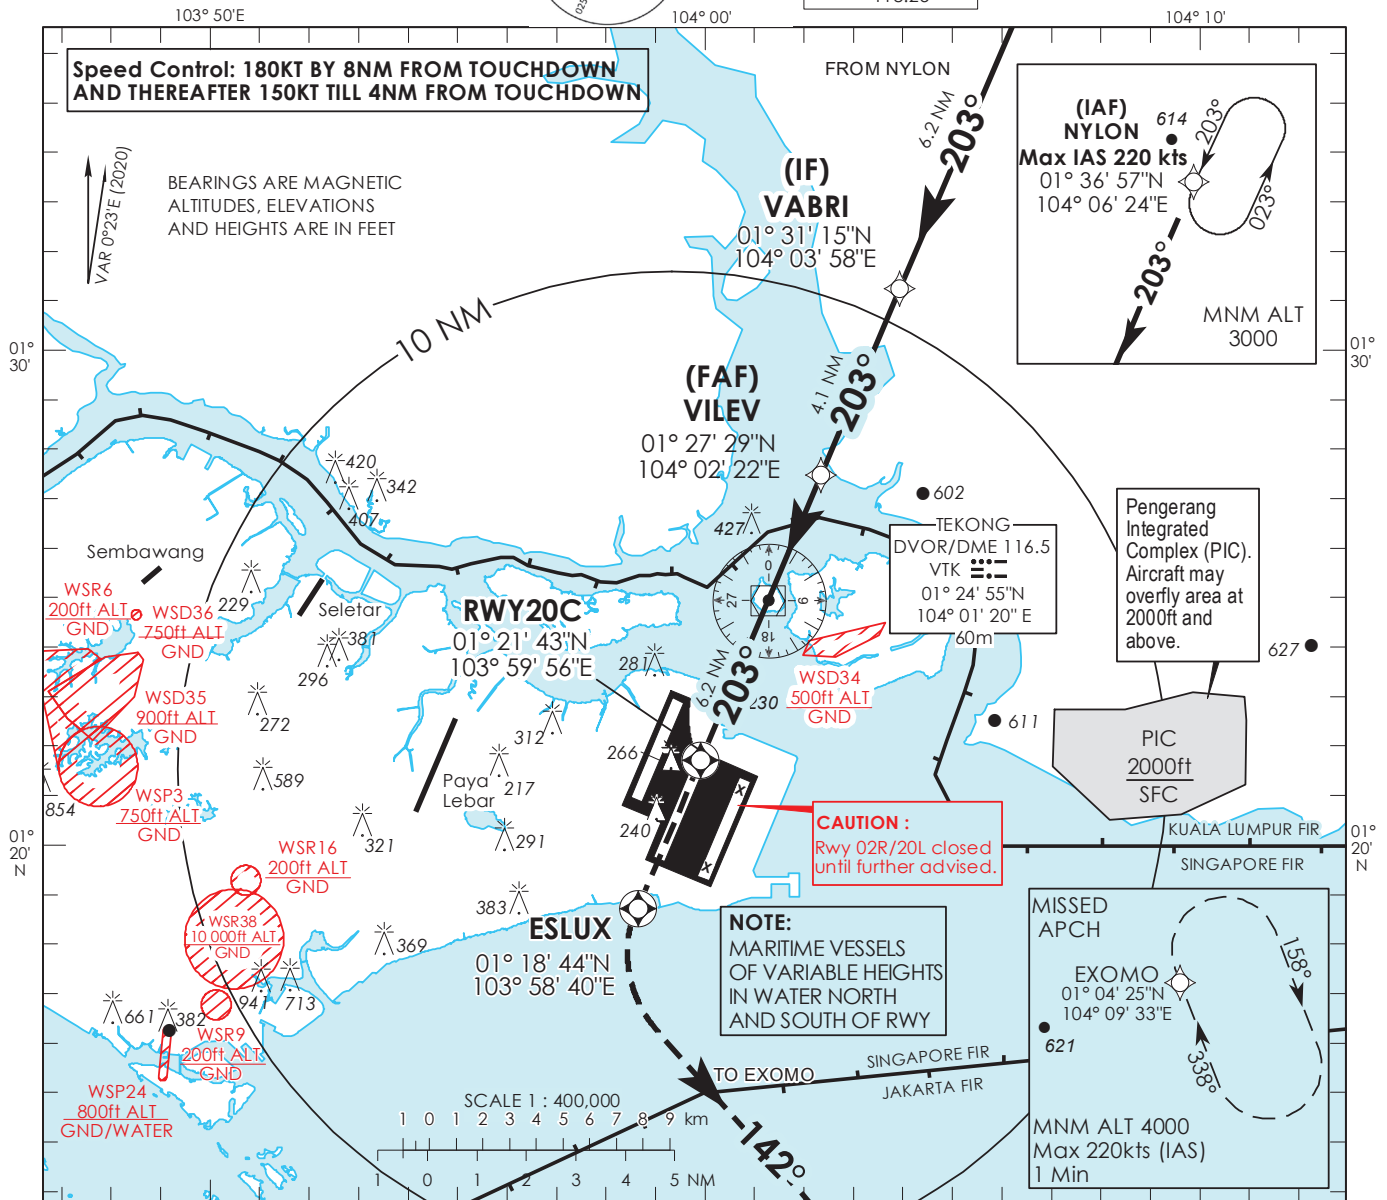 103° 50'E
104° 00'
104° 10'
025
Speed Control: 180KT BY 8NM FROM TOUCHDOWN
AND THEREAFTER 150KT TILL 4NM FROM TOUCHDOWN
FROM NYLON
VAR 0°23'E (2020)
BEARINGS ARE MAGNETIC
ALTITUDES, ELEVATIONS
AND HEIGHTS ARE IN FEET
6.2 NM
203°
(IF)
VABRI
01° 31' 15"N
104° 03' 58"E
(IAF)
NYLON
Max IAS 220 kts
01° 36' 57"N
104° 06' 24"E
614
203°
023°
203°
MNM ALT
3000
10 NM
01°
30'
01°
30'
4.1 NM
203°
(FAF)
VILEV
01° 27' 29"N
104° 02' 22"E
420
342
407
427
602
TEKONG
DVOR/DME 116.5
VTK
01° 24' 55"N
104° 01' 20" E
60m
Pengerang
Integrated
Complex (PIC).
Aircraft may
overfly area at
2000ft and
above.
0
9
18
27
Sembawang
Seletar
229
381
296
WSR6
200ft ALT
GND
WSD36
750ft ALT
GND
WSD35
900ft ALT
GND
WSP3
750ft ALT
GND
854
RWY20C
01° 21' 43"N
103° 59' 56"E
281
6.2 NM
203°
230
WSD34
500ft ALT
GND
627
611
272
589
312
217
266
Paya
Lebar
240
321
291
PIC
2000ft
SFC
X
X
CAUTION :
Rwy 02R/20L closed
until further advised.
KUALA LUMPUR FIR
SINGAPORE FIR
01°
20'
N
01°
20'
N
WSR16
200ft ALT
GND
WSR38
10 000ft ALT
GND
383
369
941
713
661
382
WSR9
200ft ALT
GND
WSP24
800ft ALT
GND/WATER
ESLUX
01° 18' 44"N
103° 58' 40"E
NOTE:
MARITIME VESSELS
OF VARIABLE HEIGHTS
IN WATER NORTH
AND SOUTH OF RWY
MISSED
APCH
EXOMO
01° 04' 25"N
104° 09' 33"E
158°
338°
621
MNM ALT 4000
Max 220kts (IAS)
1 Min
SINGAPORE FIR
JAKARTA FIR
TO EXOMO
142°
SCALE 1 : 400,000
1 0 1 2 3 4 5 6 7 8 9 km
1 0 1 2 3 4 5 NM